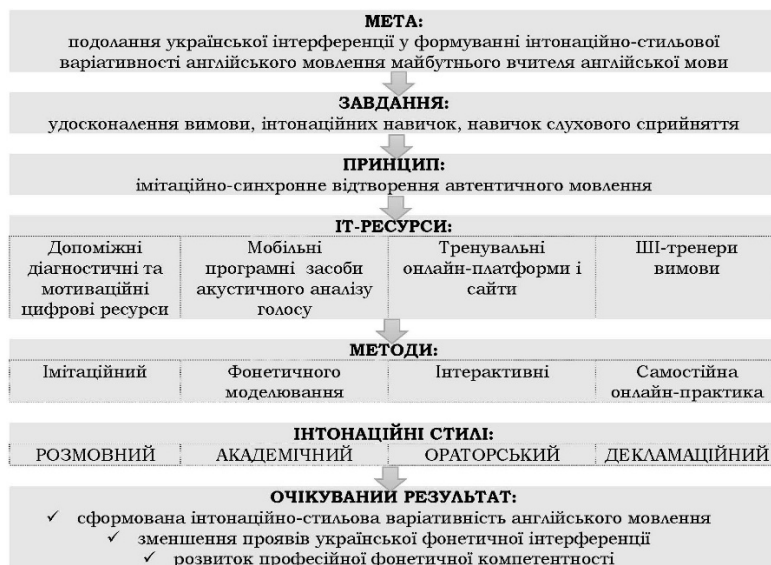 МЕТА:
подолання української інтерференції у формуванні інтонаційно-стильової
варіативності англійського мовлення майбутнього вчителя англійської мови
ЗАВДАННЯ:
удосконалення вимови, інтонаційних навичок, навичок слухового сприйняття
ПРИНЦИП:
імітаційно-синхронне відтворення автентичного мовлення
ІТ-РЕСУРСИ:
Допоміжні
діагностичні та
мотиваційні
цифрові ресурси
Мобільні
програмні засоби
акустичного аналізу
голосу
Тренувальні
онлайн-платформи і
сайти
ШІ-тренери
вимови
МЕТОДИ:
Імітаційний
Фонетичного
моделювання
Інтерактивні
Самостійна
онлайн-практика
ІНТОНАЦІЙНІ СТИЛІ:
РОЗМОВНИЙ
АКАДЕМІЧНИЙ
ОРАТОРСЬКИЙ
ДЕКЛАМАЦІЙНИЙ
ОЧІКУВАНИЙ РЕЗУЛЬТАТ:
✓ сформована інтонаційно-стильова варіативність англійського мовлення
✓ зменшення проявів української фонетичної інтерференції
✓ розвиток професійної фонетичної компетентності